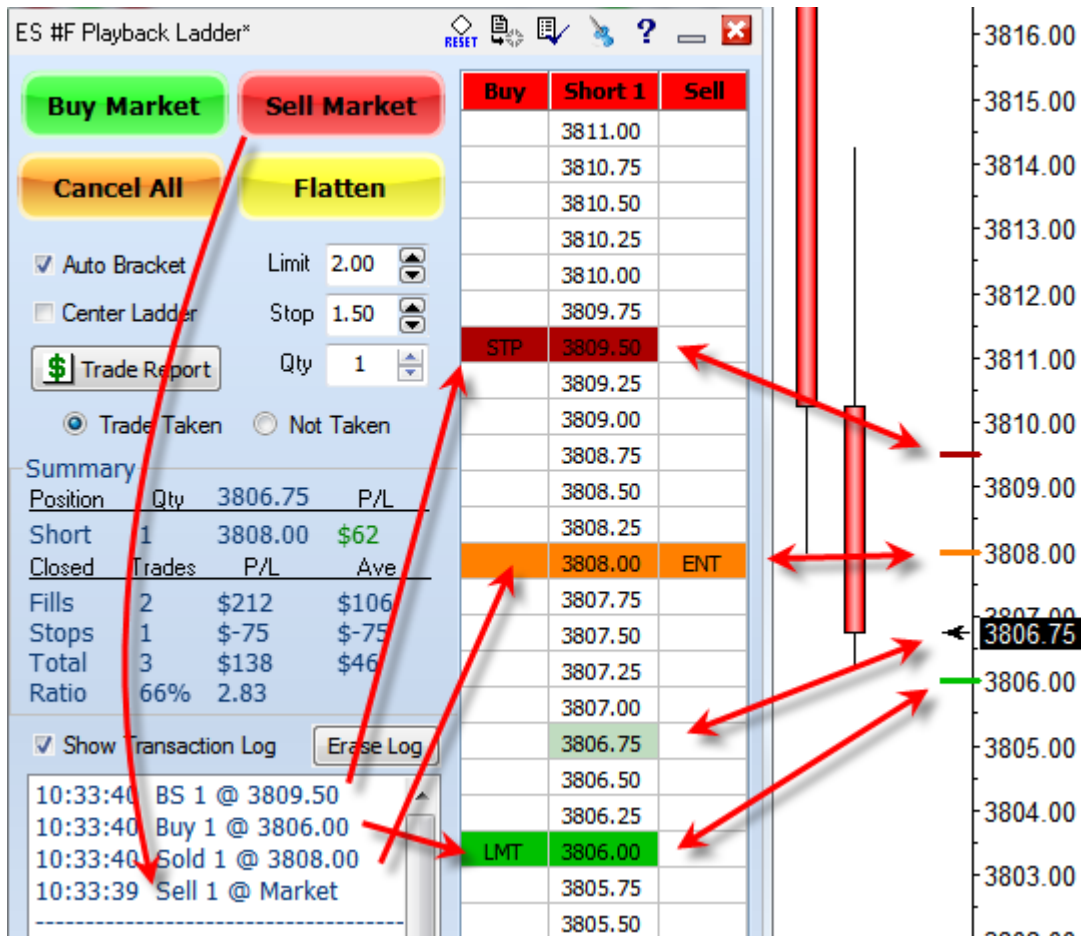 ES #F Playback Ladder*
RESET
?
Buy Market
Sell Market
Cancel All
Flatten
Auto Bracket
Limit 2.00
Center Ladder
Stop 1.50
$ Trade Report
Qty 1
Trade Taken
Not Taken
Summary
Position Qty 3806.75 P/L
Short 1 3808.00 $62
Closed Trades P/L Ave
Fills 2 $212 $106
Stops 1 $-75 $-75
Total 3 $138 $46
Ratio 66% 2.83
Show Transaction Log
Erase Log
10:33:40 BS 1 @ 3809.50
10:33:40 Buy 1 @ 3806.00
10:33:40 Sold 1 @ 3808.00
10:33:39 Sell 1 @ Market
----------------------------------------
Buy Short 1 Sell
3811.00
3810.75
3810.50
3810.25
3810.00
3809.75
STP 3809.50
3809.25
3809.00
3808.75
3808.50
3808.25
3808.00 ENT
3807.75
3807.50
3807.25
3807.00
3806.75
3806.50
3806.25
LMT 3806.00
3805.75
3805.50
3816.00
3815.00
3814.00
3813.00
3812.00
3811.00
3810.00
3809.00
3808.00
3807.00
3806.75
3806.00
3805.00
3804.00
3803.00